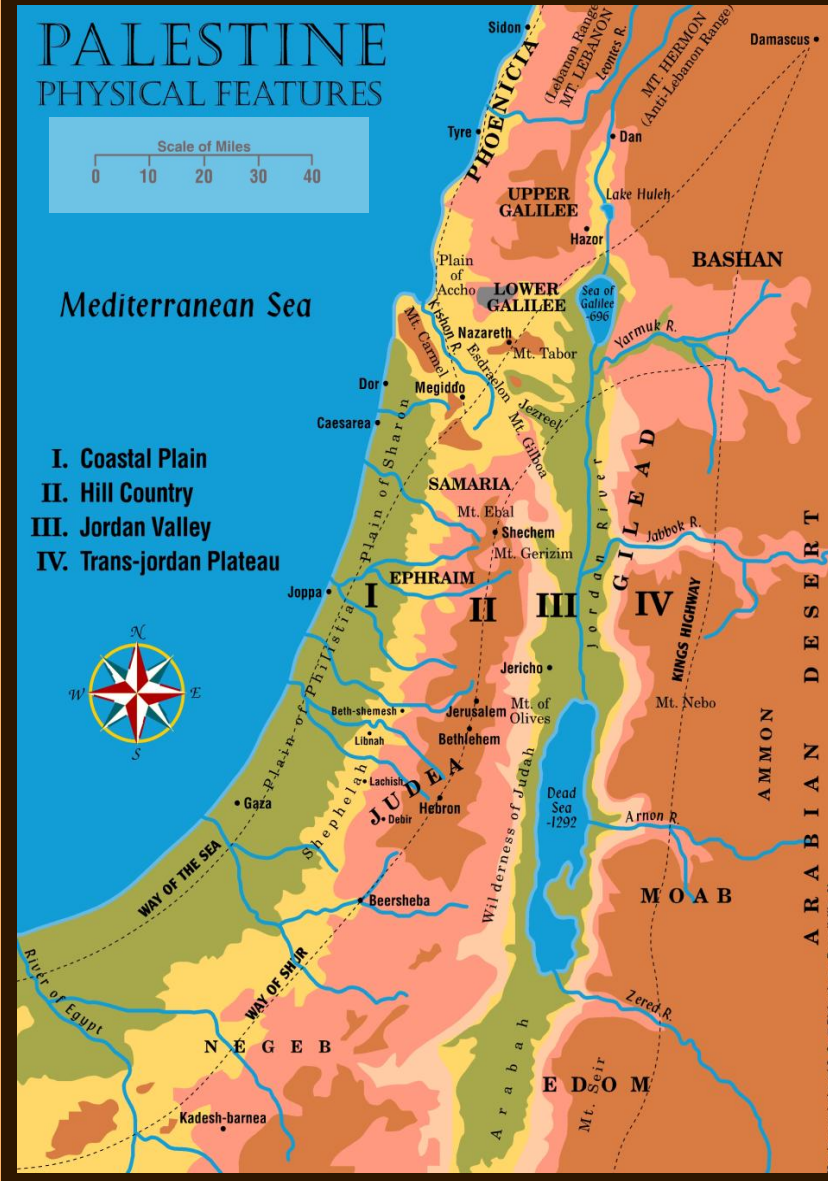 PALESTINE
PHYSICAL FEATURES
Scale of Miles
0 10 20 30 40
Sidon
PHOENICIA
(Lebanon Range)
MT. LEBANON
Leontes R.
MT. HERMON
(Anti-Lebanon Range)
Damascus
Tyre
Dan
UPPER
GALILEE
Lake Huleh
Hazor
BASHAN
Plain
of
Accho
LOWER
GALILEE
Sea of
Galilee
-696
Mediterranean Sea
Kishon R.
Mt. Carmel
Nazareth
Mt. Tabor
Yarmuk R.
Esdraelon
Dor
Megiddo
Jezreel
Caesarea
Mt. Gilboa
Plain of Sharon
I. Coastal Plain
II. Hill Country
III. Jordan Valley
IV. Trans-jordan Plateau
SAMARIA
Mt. Ebal
Shechem
Mt. Gerizim
Jordan River
GILEAD
Jabbok R.
EPHRAIM
Joppa
I
II
III
IV
KINGS HIGHWAY
ARABIAN DESERT
N
W E
S
Plain of Philistia
Jericho
Beth-shemesh
Jerusalem
Mt. of
Olives
Mt. Nebo
Libnah
Bethlehem
AMMON
Lachish
JUDEA
Hebron
Debir
Shephelah
Gaza
Dead
Sea
-1292
Arnon R.
WAY OF THE SEA
Wilderness of Judah
Beersheba
MOAB
River of Egypt
WAY OF SHUR
Zered R.
NEGEB
Arabah
EDOM
Mt. Seir
Kadesh-barnea